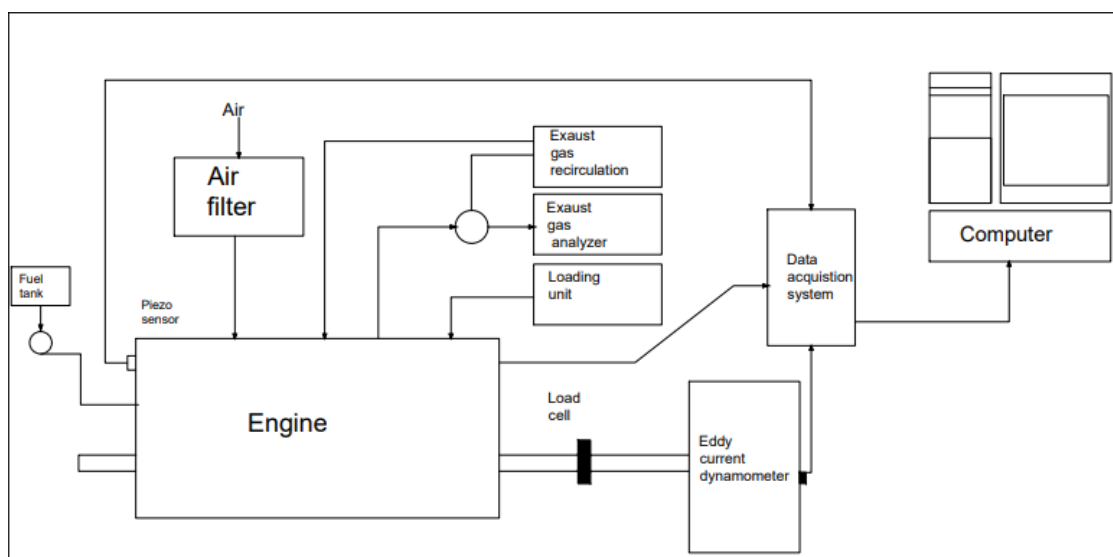 Air
Air
filter
Fuel
tank
Piezo
sensor
Exaust
gas
recirculation
Exaust
gas
analyzer
Loading
unit
Engine
Load
cell
Eddy
current
dynamometer
Data
acquistion
system
Computer